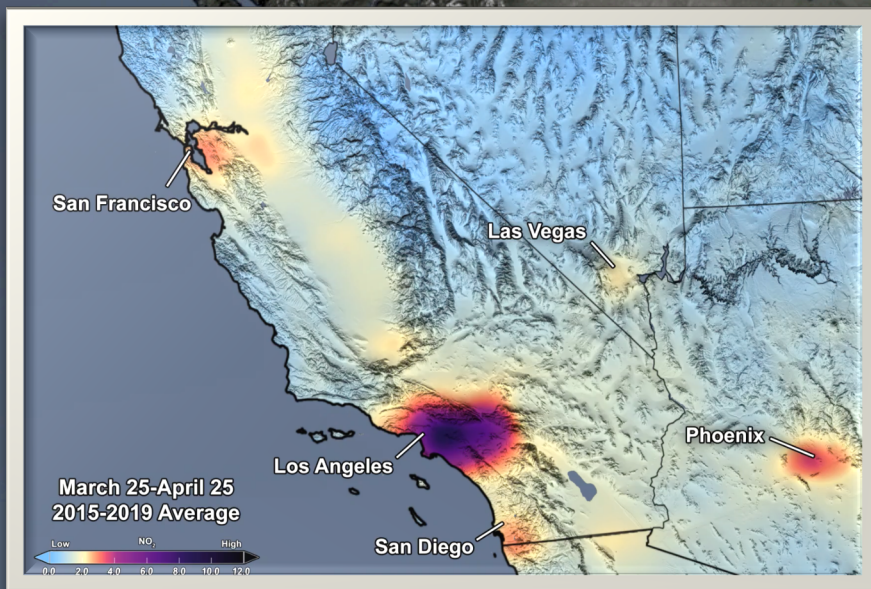 San Francisco
Las Vegas
Phoenix
Los Angeles
March 25-April 25
2015-2019 Average
San Diego
Low NO₂ High
0.0 2.0 4.0 6.0 8.0 10.0 12.0